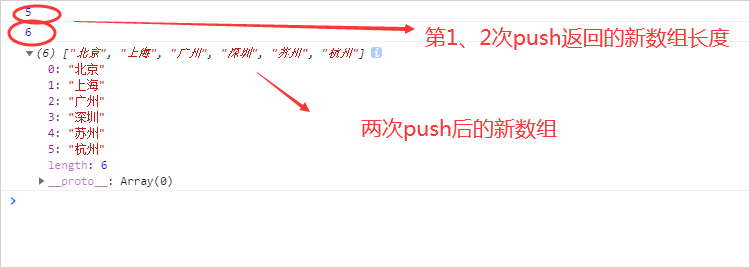 5
6
第1、2次push返回的新数组长度
▼(6) ["北京", "上海", "广州", "深圳", "苏州", "杭州"] i
0: "北京"
1: "上海"
2: "广州"
3: "深圳"
4: "苏州"
5: "杭州"
两次push后的新数组
length: 6
▶__proto__: Array(0)
>